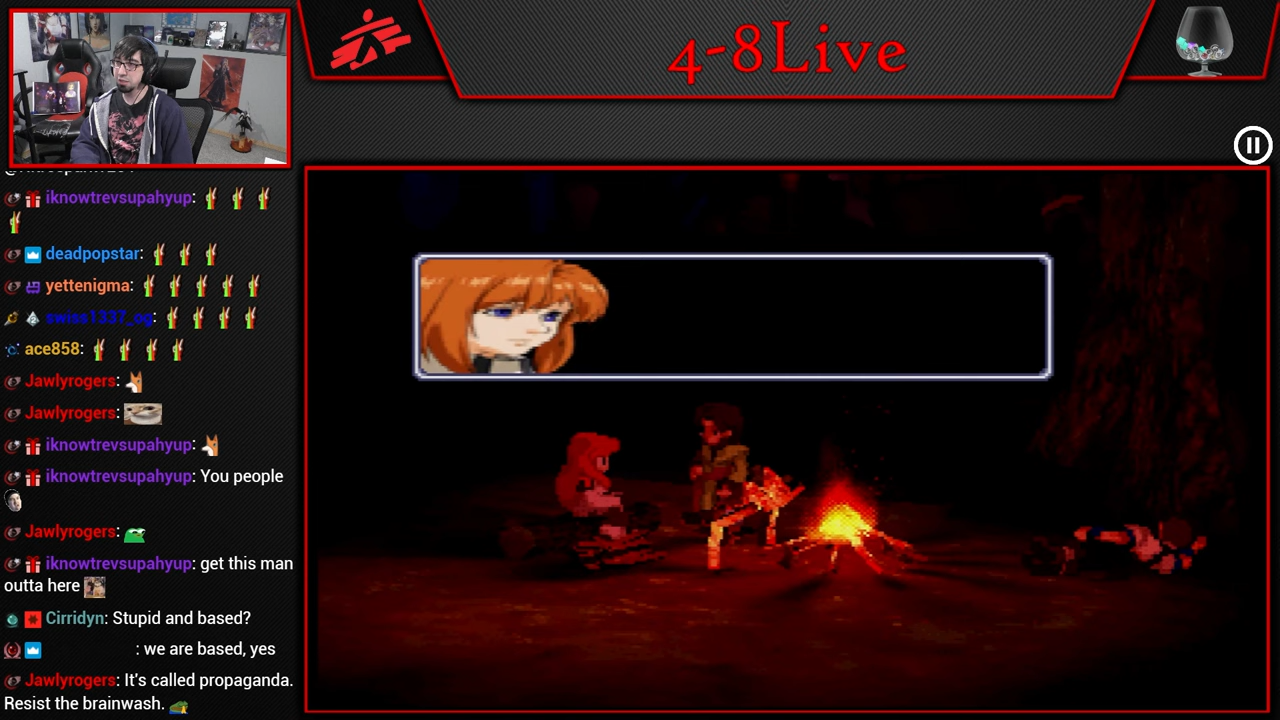 4-8Live
iknowtrevsupahyup:
deadpopstar:
yettenigma:
swiss1337_og:
ace858:
Jawlyrogers:
Jawlyrogers:
iknowtrevsupahyup:
iknowtrevsupahyup: You people
Jawlyrogers:
iknowtrevsupahyup: get this man
outta here
Cirridyn: Stupid and based?
: we are based, yes
Jawlyrogers: It's called propaganda.
Resist the brainwash.